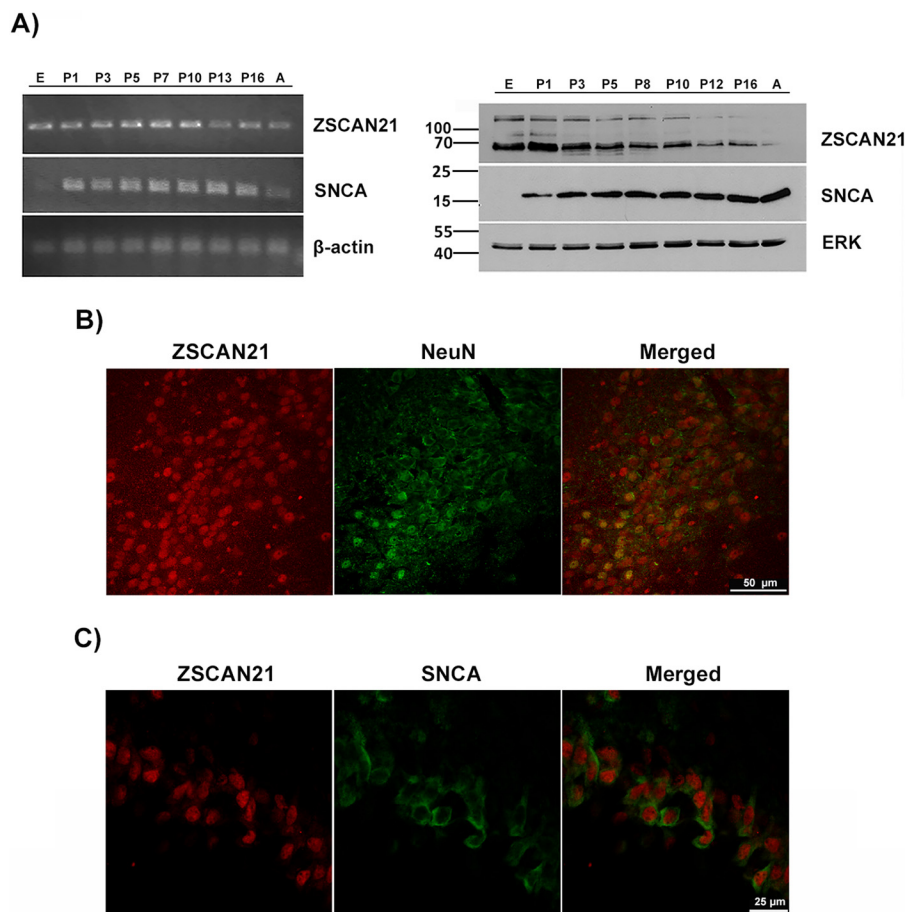 A)
E P1 P3 P5 P7 P10 P13 P16 A
ZSCAN21
SNCA
β-actin
E P1 P3 P5 P8 P10 P12 P16 A
100
70
ZSCAN21
25
15
SNCA
55
40
ERK
B)
ZSCAN21 NeuN Merged
50 μm
C)
ZSCAN21 SNCA Merged
25 μm